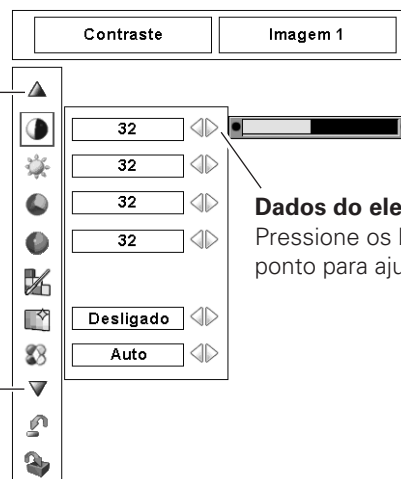 Contraste
Imagem 1
32
32
32
32
Dados do ele
Pressione os
ponto para aju
Desligado
Auto